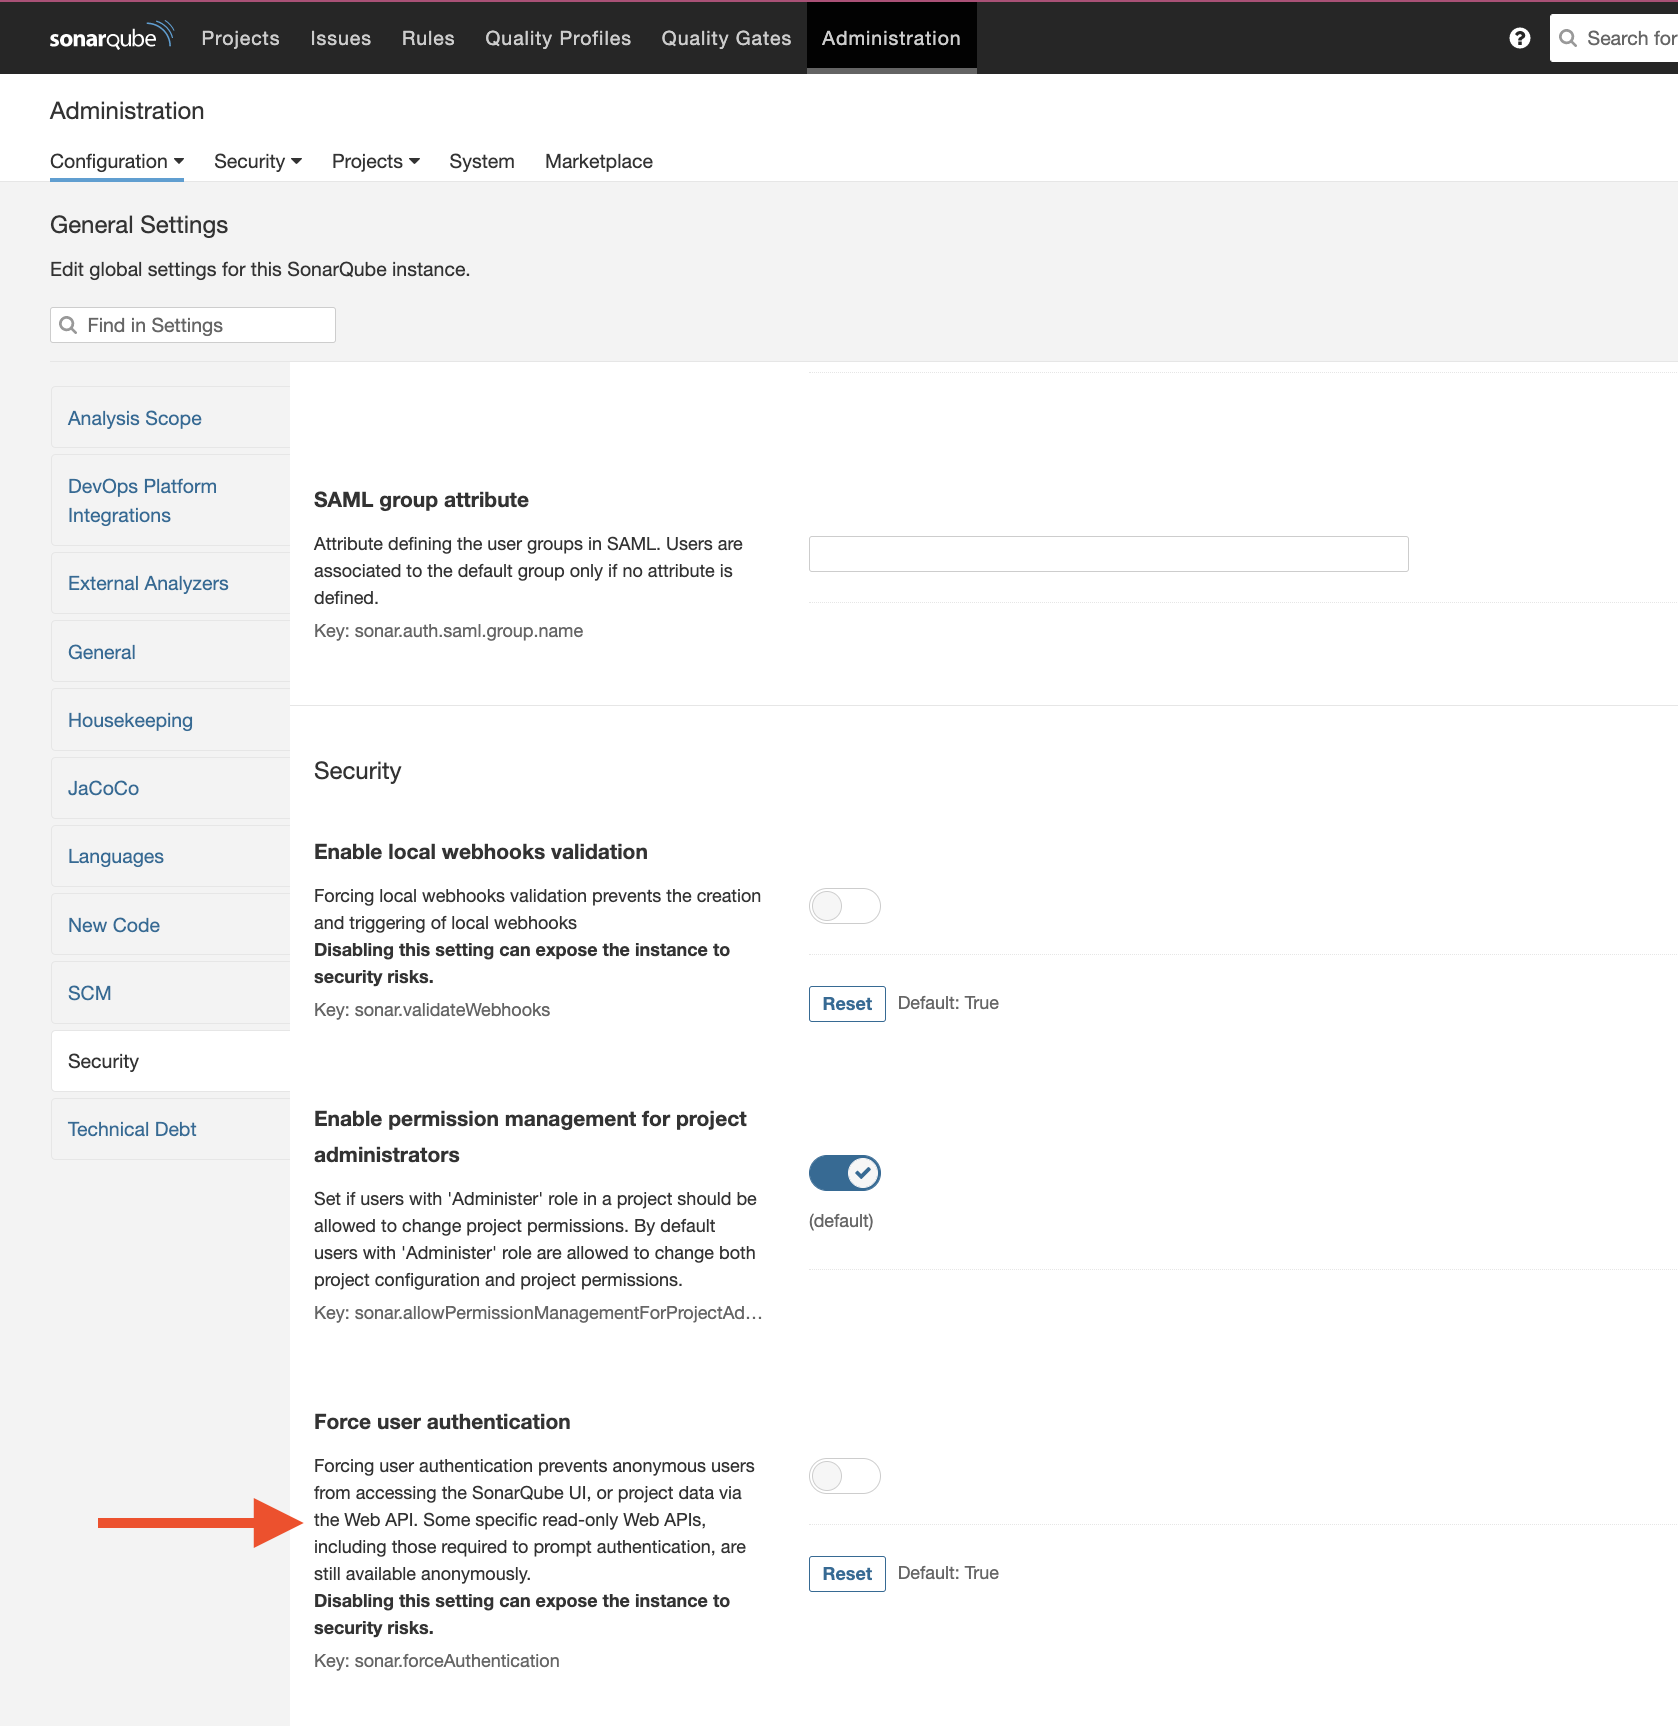 sonarqube Projects Issues Rules Quality Profiles Quality Gates Administration ? Search for
Administration
Configuration Security Projects System Marketplace
General Settings
Edit global settings for this SonarQube instance.
Find in Settings
Analysis Scope
DevOps Platform
Integrations
External Analyzers
General
Housekeeping
JaCoCo
Languages
New Code
SCM
Security
Technical Debt
SAML group attribute
Attribute defining the user groups in SAML. Users are
associated to the default group only if no attribute is
defined.
Key: sonar.auth.saml.group.name
Security
Enable local webhooks validation
Forcing local webhooks validation prevents the creation
and triggering of local webhooks
Disabling this setting can expose the instance to
security risks.
Key: sonar.validateWebhooks
Reset Default: True
Enable permission management for project
administrators
Set if users with 'Administer' role in a project should be
allowed to change project permissions. By default
users with 'Administer' role are allowed to change both
project configuration and project permissions.
Key: sonar.allowPermissionManagementForProjectAd…
(default)
Force user authentication
Forcing user authentication prevents anonymous users
from accessing the SonarQube UI, or project data via
the Web API. Some specific read-only Web APIs,
including those required to prompt authentication, are
still available anonymously.
Disabling this setting can expose the instance to
security risks.
Key: sonar.forceAuthentication
Reset Default: True